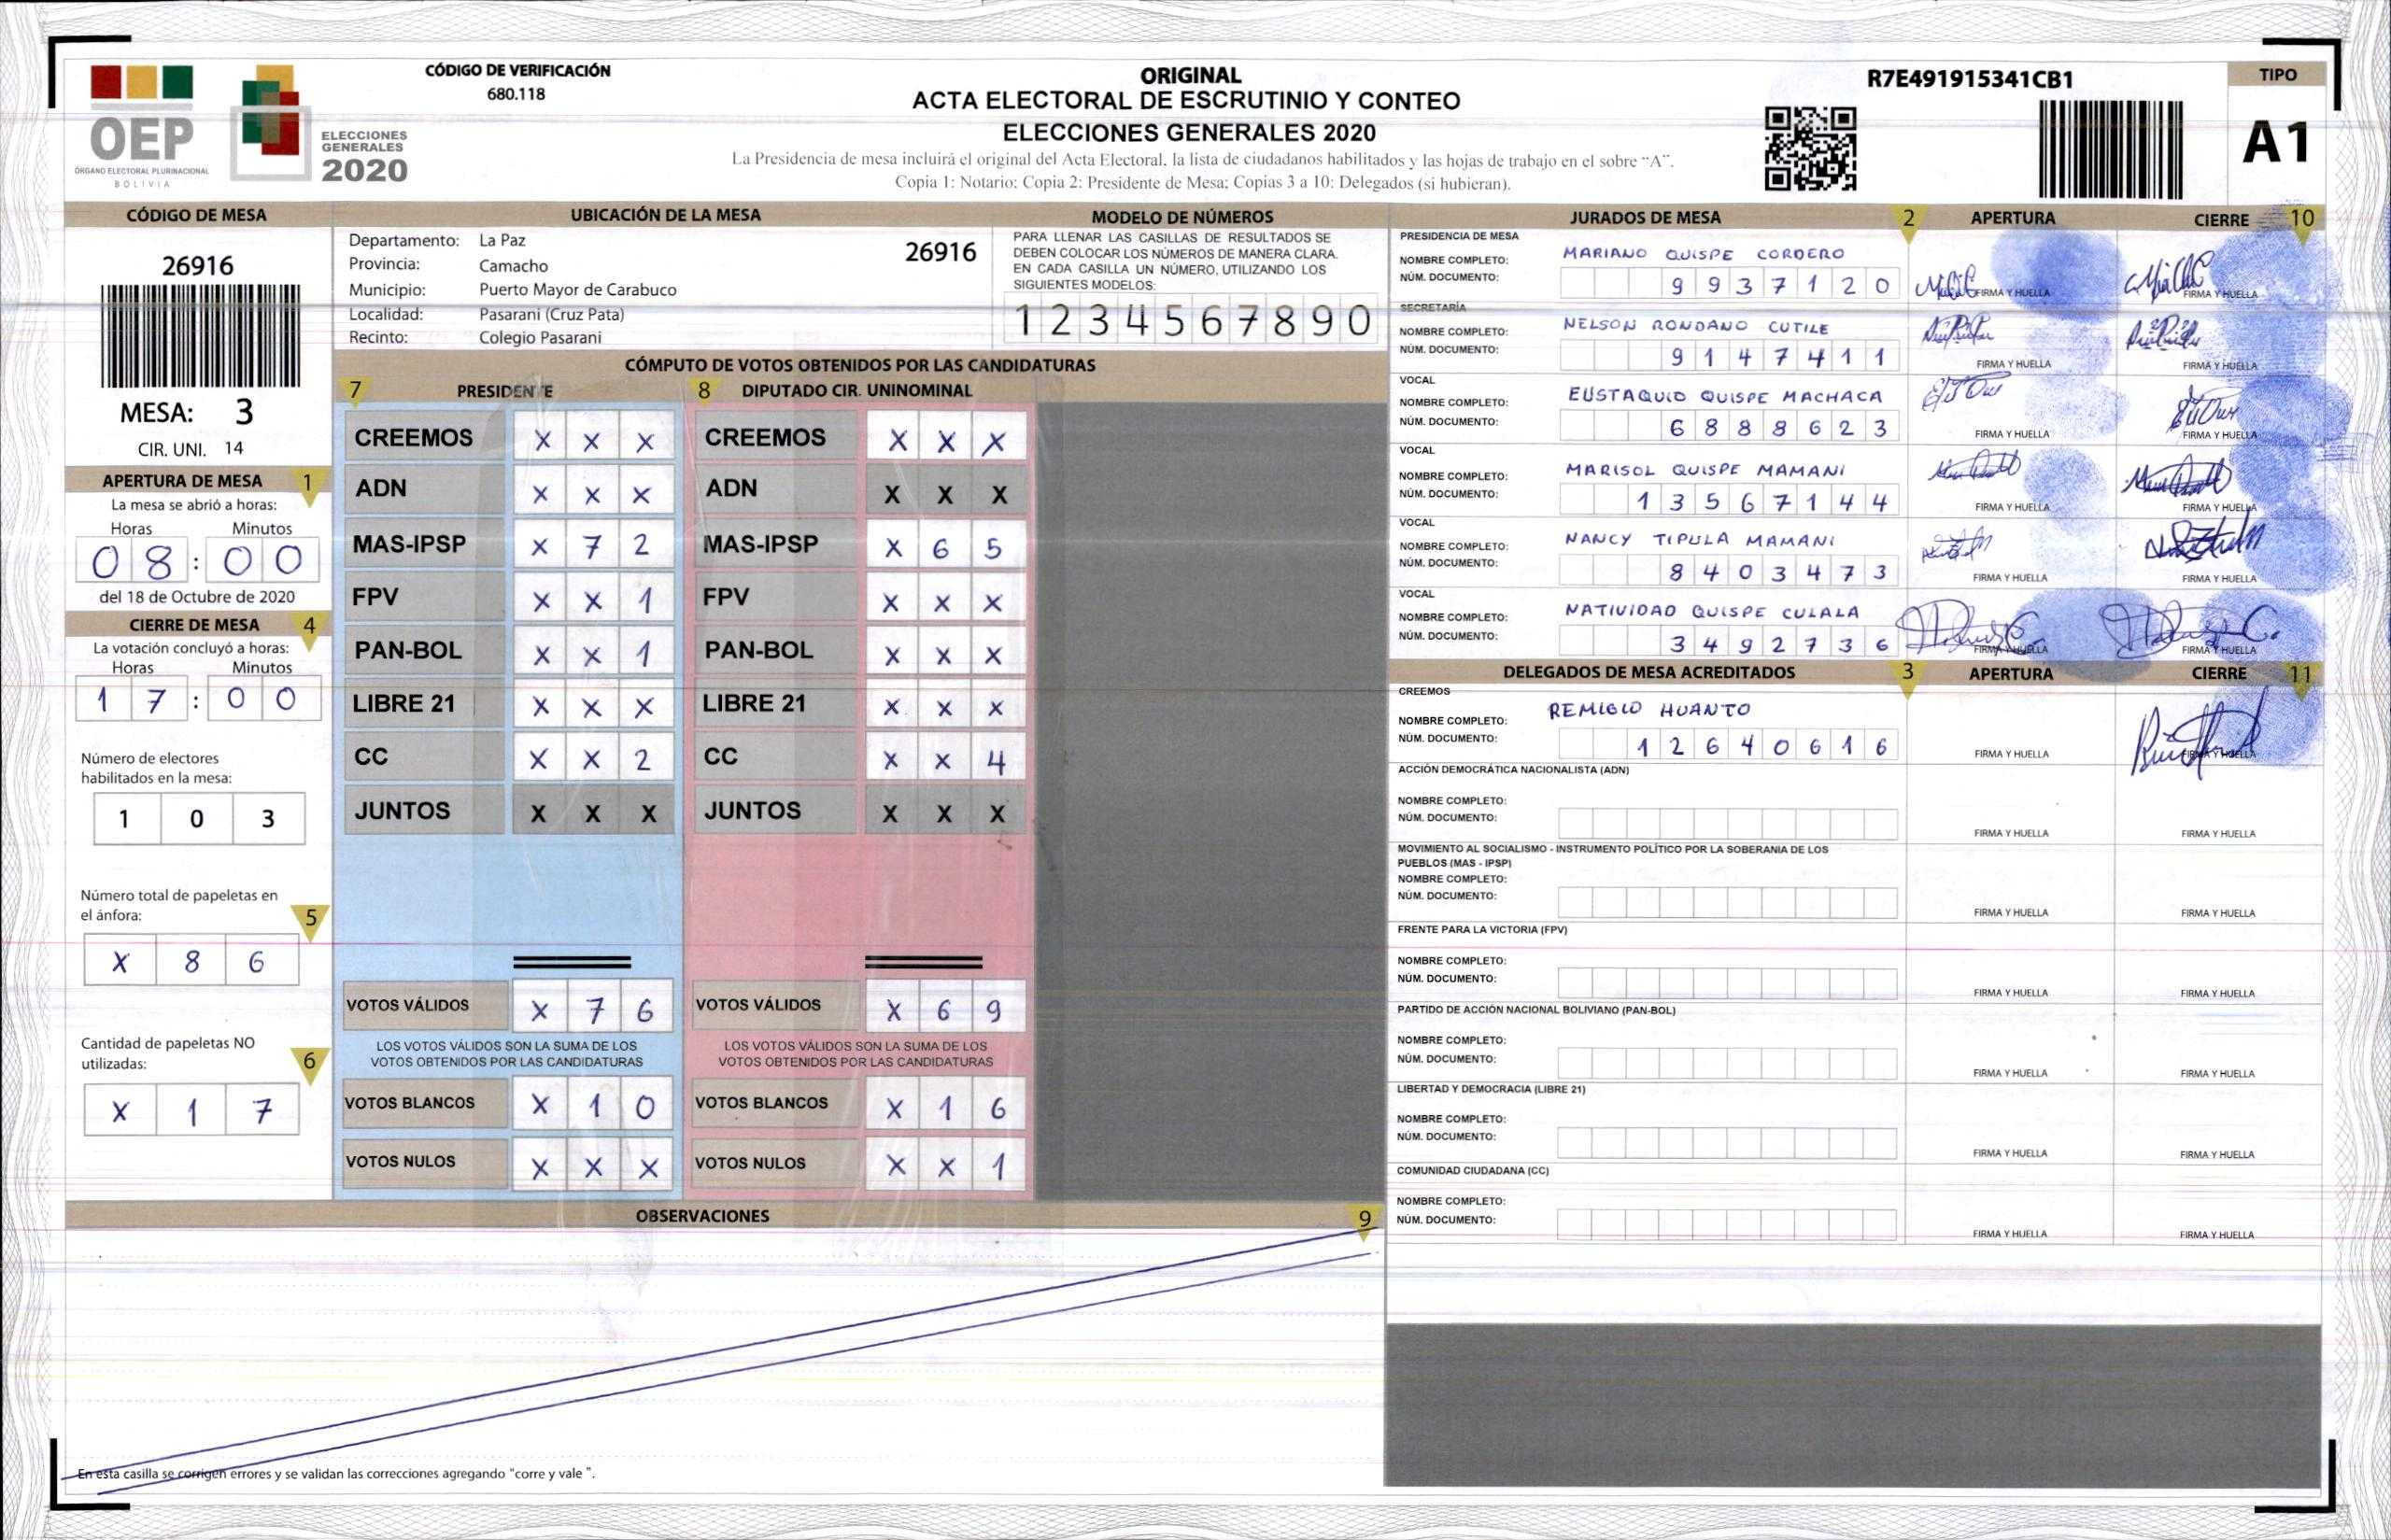 CÓDIGO DE VERIFICACIÓN
680.118
ORIGINAL
ACTA ELECTORAL DE ESCRUTINIO Y CONTEO
ELECCIONES GENERALES 2020
La Presidencia de mesa incluirá el original del Acta Electoral, la lista de ciudadanos habilitados y las hojas de trabajo en el sobre "A".
Copia 1: Notario; Copia 2: Presidente de Mesa; Copias 3 a 10: Delegados (si hubieran).
R7E491915341CB1
TIPO
A1
OEP
ÓRGANO ELECTORAL PLURINACIONAL
BOLIVIA
ELECCIONES
GENERALES
2020
CÓDIGO DE MESA
26916
MESA: 3
CIR. UNI. 14
APERTURA DE MESA 1
La mesa se abrió a horas:
Horas Minutos
08:00
del 18 de Octubre de 2020
CIERRE DE MESA 4
La votación concluyó a horas:
Horas Minutos
17:00
Número de electores
habilitados en la mesa:
1 0 3
Número total de papeletas en
el ánfora: 5
X 8 6
Cantidad de papeletas NO
utilizadas: 6
X 1 7
UBICACIÓN DE LA MESA
Departamento: La Paz 26916
Provincia: Camacho
Municipio: Puerto Mayor de Carabuco
Localidad: Pasarani (Cruz Pata)
Recinto: Colegio Pasarani
MODELO DE NÚMEROS
PARA LLENAR LAS CASILLAS DE RESULTADOS SE
DEBEN COLOCAR LOS NÚMEROS DE MANERA CLARA.
EN CADA CASILLA UN NÚMERO, UTILIZANDO LOS
SIGUIENTES MODELOS:
1 2 3 4 5 6 7 8 9 0
CÓMPUTO DE VOTOS OBTENIDOS POR LAS CANDIDATURAS
7 PRESIDENTE 8 DIPUTADO CIR. UNINOMINAL
CREEMOS X X X CREEMOS X X X
ADN X X X ADN X X X
MAS-IPSP X 7 2 MAS-IPSP X 6 5
FPV X X 1 FPV X X X
PAN-BOL X X 1 PAN-BOL X X X
LIBRE 21 X X X LIBRE 21 X X X
CC X X 2 CC X X 4
JUNTOS X X X JUNTOS X X X
VOTOS VÁLIDOS X 7 6 VOTOS VÁLIDOS X 6 9
LOS VOTOS VÁLIDOS SON LA SUMA DE LOS LOS VOTOS VÁLIDOS SON LA SUMA DE LOS
VOTOS OBTENIDOS POR LAS CANDIDATURAS VOTOS OBTENIDOS POR LAS CANDIDATURAS
VOTOS BLANCOS X 1 0 VOTOS BLANCOS X 1 6
VOTOS NULOS X X X VOTOS NULOS X X 1
OBSERVACIONES 9
En esta casilla se corrigen errores y se validan las correcciones agregando "corre y vale ".
JURADOS DE MESA 2 APERTURA CIERRE 10
PRESIDENCIA DE MESA
NOMBRE COMPLETO: MARIANO QUISPE CORDERO
NÚM. DOCUMENTO: 9 9 3 7 1 2 0 FIRMA Y HUELLA FIRMA Y HUELLA
SECRETARÍA
NOMBRE COMPLETO: NELSON RONDANO CUTILE
NÚM. DOCUMENTO: 9 1 4 7 4 1 1 FIRMA Y HUELLA FIRMA Y HUELLA
VOCAL
NOMBRE COMPLETO: EUSTAQUIO QUISPE MACHACA
NÚM. DOCUMENTO: 6 8 8 8 6 2 3 FIRMA Y HUELLA FIRMA Y HUELLA
VOCAL
NOMBRE COMPLETO: MARISOL QUISPE MAMANI
NÚM. DOCUMENTO: 1 3 5 6 7 1 4 4 FIRMA Y HUELLA FIRMA Y HUELLA
VOCAL
NOMBRE COMPLETO: NANCY TIPULA MAMANI
NÚM. DOCUMENTO: 8 4 0 3 4 7 3 FIRMA Y HUELLA FIRMA Y HUELLA
VOCAL
NOMBRE COMPLETO: NATIVIDAD QUISPE CULALA
NÚM. DOCUMENTO: 3 4 9 2 7 3 6 FIRMA Y HUELLA FIRMA Y HUELLA
DELEGADOS DE MESA ACREDITADOS 3 APERTURA CIERRE 11
CREEMOS
NOMBRE COMPLETO: REMIGIO HUANTO
NÚM. DOCUMENTO: 1 2 6 4 0 6 1 6 FIRMA Y HUELLA FIRMA Y HUELLA
ACCIÓN DEMOCRÁTICA NACIONALISTA (ADN)
NOMBRE COMPLETO:
NÚM. DOCUMENTO: FIRMA Y HUELLA FIRMA Y HUELLA
MOVIMIENTO AL SOCIALISMO - INSTRUMENTO POLÍTICO POR LA SOBERANIA DE LOS
PUEBLOS (MAS - IPSP)
NOMBRE COMPLETO:
NÚM. DOCUMENTO: FIRMA Y HUELLA FIRMA Y HUELLA
FRENTE PARA LA VICTORIA (FPV)
NOMBRE COMPLETO:
NÚM. DOCUMENTO: FIRMA Y HUELLA FIRMA Y HUELLA
PARTIDO DE ACCIÓN NACIONAL BOLIVIANO (PAN-BOL)
NOMBRE COMPLETO:
NÚM. DOCUMENTO: FIRMA Y HUELLA FIRMA Y HUELLA
LIBERTAD Y DEMOCRACIA (LIBRE 21)
NOMBRE COMPLETO:
NÚM. DOCUMENTO: FIRMA Y HUELLA FIRMA Y HUELLA
COMUNIDAD CIUDADANA (CC)
NOMBRE COMPLETO:
NÚM. DOCUMENTO: FIRMA Y HUELLA FIRMA Y HUELLA